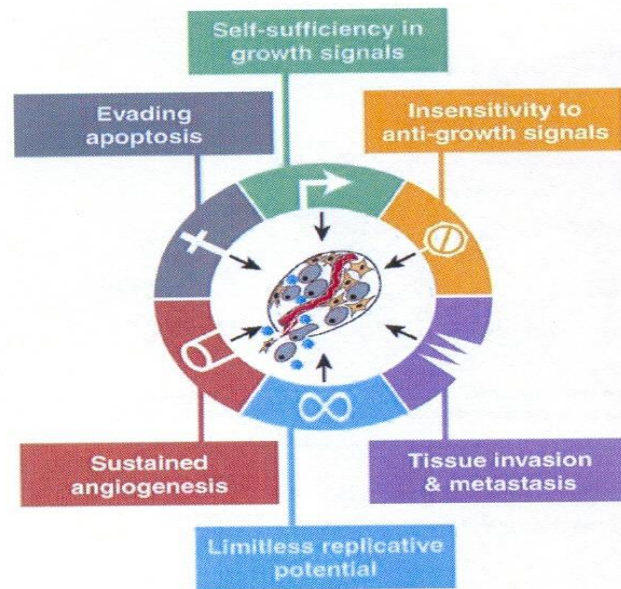 Self-sufficiency in
growth signals
Evading
apoptosis
Insensitivity to
anti-growth signals
Sustained
angiogenesis
Tissue invasion
& metastasis
Limitless replicative
potential